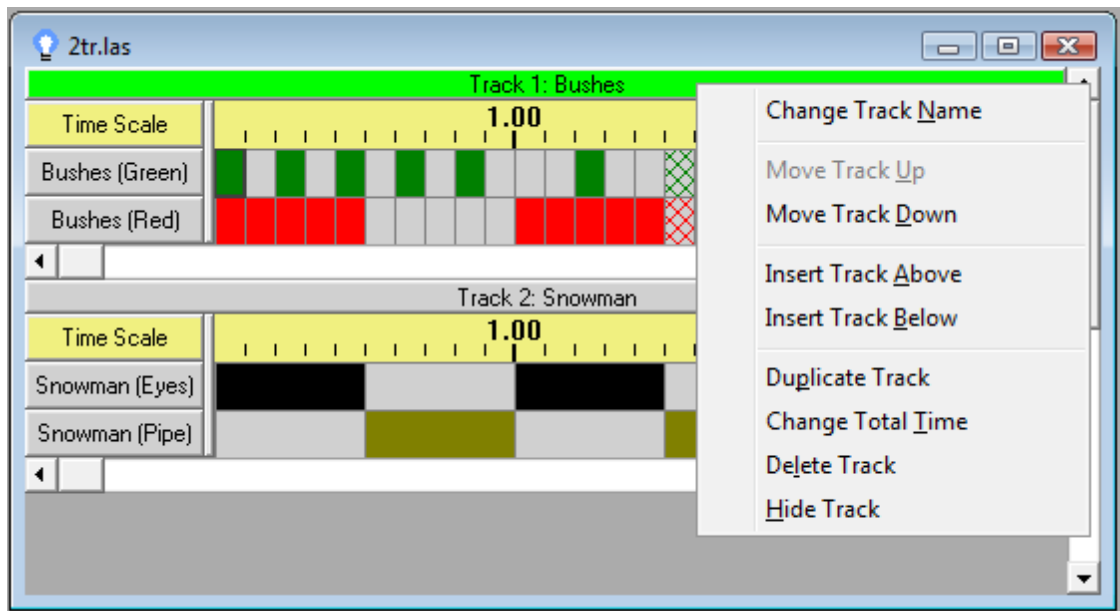 2tr.las
Track 1: Bushes
Time Scale
1.00
Bushes (Green)
Bushes (Red)
Track 2: Snowman
Time Scale
1.00
Snowman (Eyes)
Snowman (Pipe)
Change Track Name
Move Track Up
Move Track Down
Insert Track Above
Insert Track Below
Duplicate Track
Change Total Time
Delete Track
Hide Track